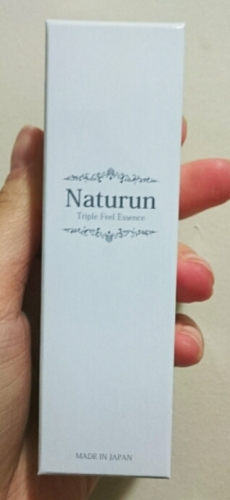 Naturun
Triple Feel Essence
MADE IN JAPAN